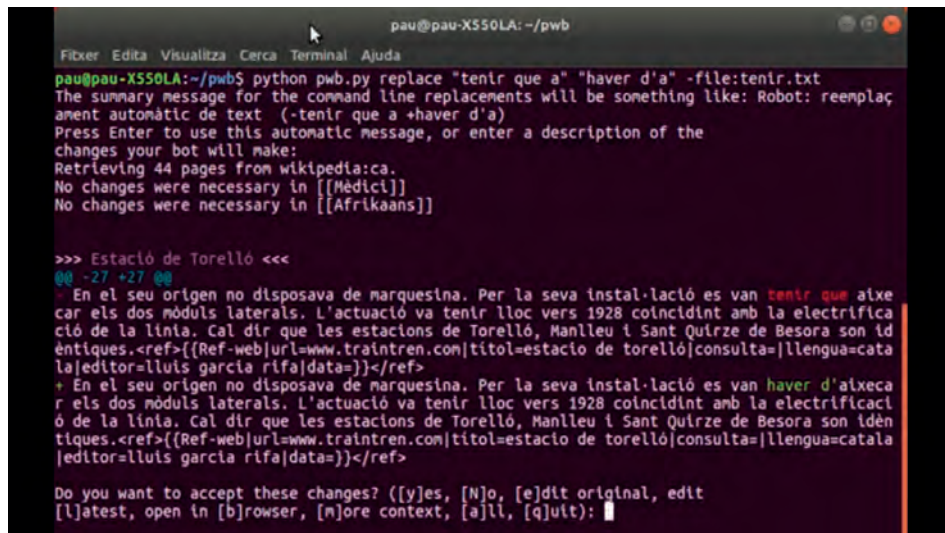 pau@pau-X550LA: ~/pwb
Fitxer Edita Visualitza Cerca Terminal Ajuda
pau@pau-X550LA:~/pwb$ python pwb.py replace "tenir que a" "haver d'a" -file:tenir.txt
The summary message for the command line replacements will be something like: Robot: reemplaç
ament automàtic de text (-tenir que a +haver d'a)
Press Enter to use this automatic message, or enter a description of the
changes your bot will make:
Retrieving 44 pages from wikipedia:ca.
No changes were necessary in [[Mèdici]]
No changes were necessary in [[Afrikaans]]
>>> Estació de Torelló <<<
@@ -27 +27 @@
- En el seu origen no disposava de marquesina. Per la seva instal·lació es van tenir que aixe
car els dos mòduls laterals. L'actuació va tenir lloc vers 1928 coincidint amb la electrifica
ció de la línia. Cal dir que les estacions de Torelló, Manlleu i Sant Quirze de Besora son id
èntiques.<ref>{{Ref-web|url=www.traintren.com|títol=estacio de torelló|consulta=|llengua=cata
la|editor=lluis garcia rifa|data=}}</ref>
+ En el seu origen no disposava de marquesina. Per la seva instal·lació es van haver d'aixeca
r els dos mòduls laterals. L'actuació va tenir lloc vers 1928 coincidint amb la electrificaci
ó de la línia. Cal dir que les estacions de Torelló, Manlleu i Sant Quirze de Besora son idèn
tiques.<ref>{{Ref-web|url=www.traintren.com|títol=estacio de torelló|consulta=|llengua=catala
|editor=lluis garcia rifa|data=}}</ref>
Do you want to accept these changes? ([y]es, [N]o, [e]dit original, edit
[l]atest, open in [b]rowser, [m]ore context, [a]ll, [q]uit):